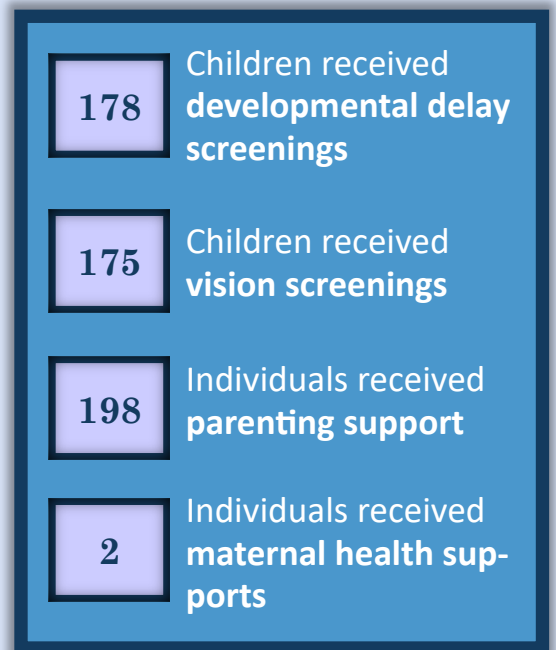 178
Children received
developmental delay
screenings
175
Children received
vision screenings
198
Individuals received
parenting support
2
Individuals received
maternal health sup-
ports